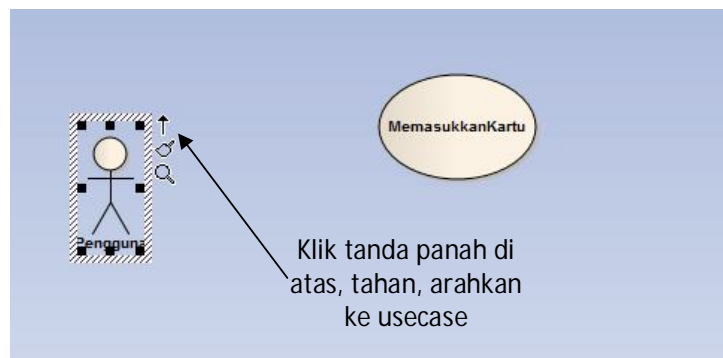 MemasukkanKartu
Pengguna
Klik tanda panah di
atas, tahan, arahkan
ke usecase